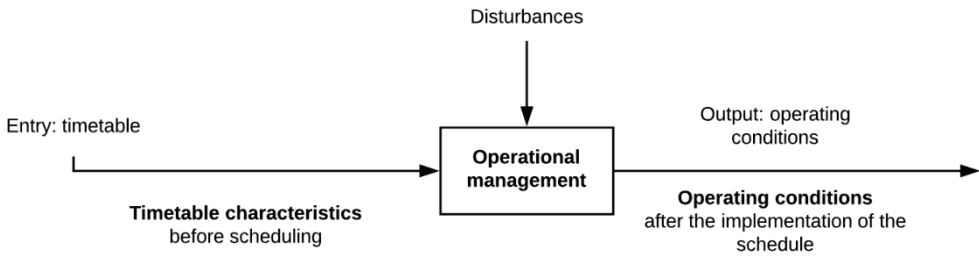 Disturbances
Entry: timetable
Output: operating
conditions
Operational
management
Timetable characteristics
before scheduling
Operating conditions
after the implementation of the
schedule